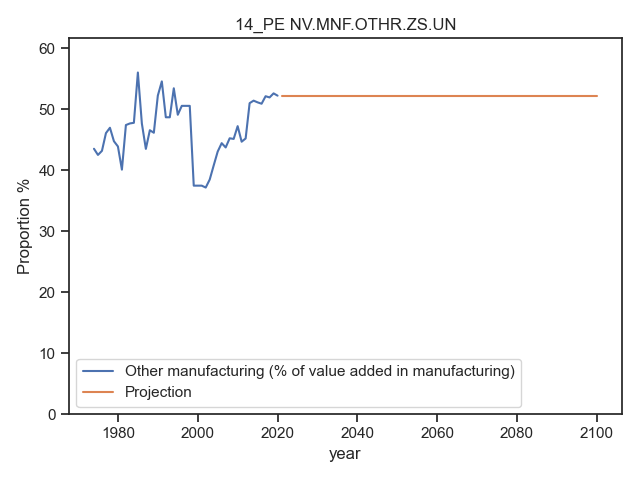 14_PE NV.MNF.OTHR.ZS.UN
60
50
40
30
20
10
0
Proportion %
Other manufacturing (% of value added in manufacturing)
Projection
1980 2000 2020 2040 2060 2080 2100
year